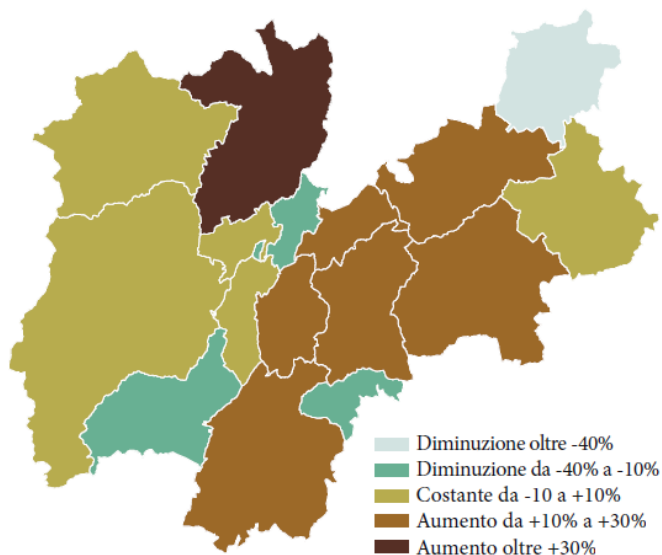 Diminuzione oltre -40%
Diminuzione da -40% a -10%
Costante da -10 a +10%
Aumento da +10% a +30%
Aumento oltre +30%